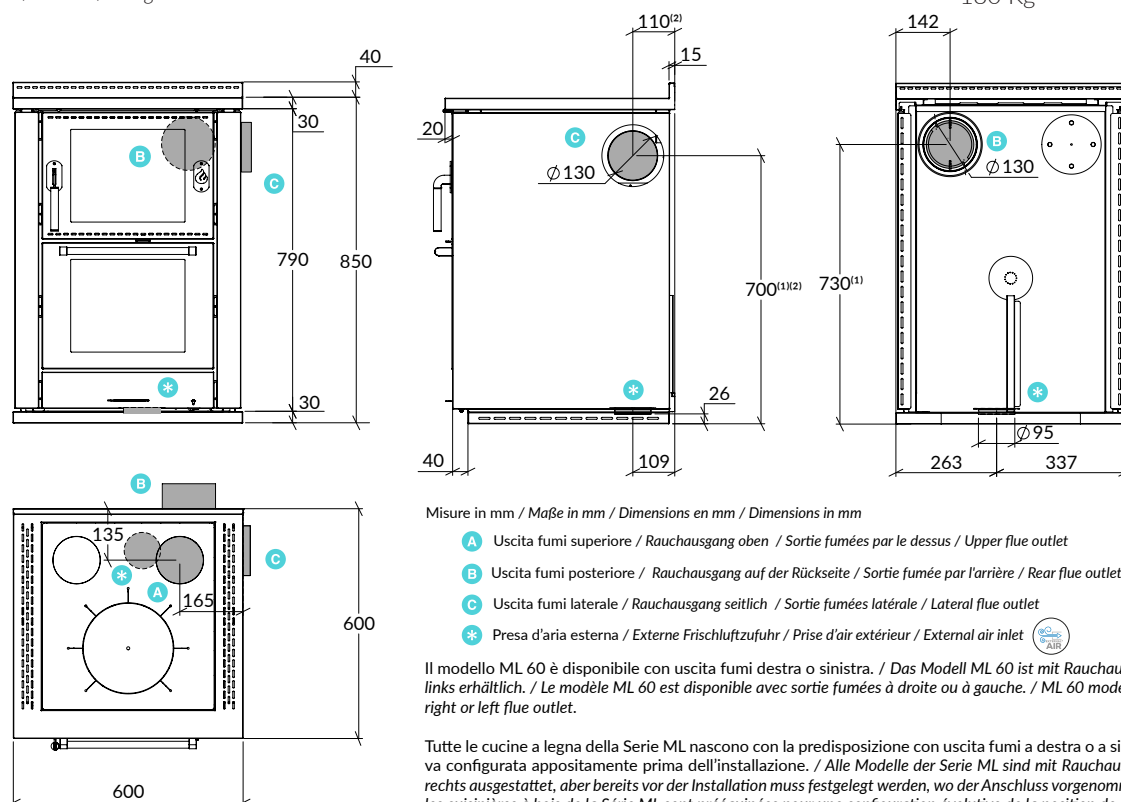 40
30
B
C
790
850
*
30
110(2)
15
20
C
Ø 130
700(1)(2)
*
26
40
109
142
B
Ø 130
730(1)
*
Ø 95
263
337
B
135
C
*
A
165
600
600
Misure in mm / Maße in mm / Dimensions en mm / Dimensions in mm
A Uscita fumi superiore / Rauchausgang oben / Sortie fumées par le dessus / Upper flue outlet
B Uscita fumi posteriore / Rauchausgang auf der Rückseite / Sortie fumée par l'arrière / Rear flue outlet
C Uscita fumi laterale / Rauchausgang seitlich / Sortie fumées latérale / Lateral flue outlet
* Presa d'aria esterna / Externe Frischluftzufuhr / Prise d'air extérieur / External air inlet AIR
Il modello ML 60 è disponibile con uscita fumi destra o sinistra. / Das Modell ML 60 ist mit
links erhältlich. / Le modèle ML 60 est disponible avec sortie fumées à droite ou à gauche. / ML 60
right or left flue outlet.
Tutte le cucine a legna della Serie ML nascono con la predisposizione con uscita fumi a destra o a
va configurata appositamente prima dell'installazione. / Alle Modelle der Serie ML sind mit
rechts ausgestattet, aber bereits vor der Installation muss festgelegt werden, wo der Anschluss